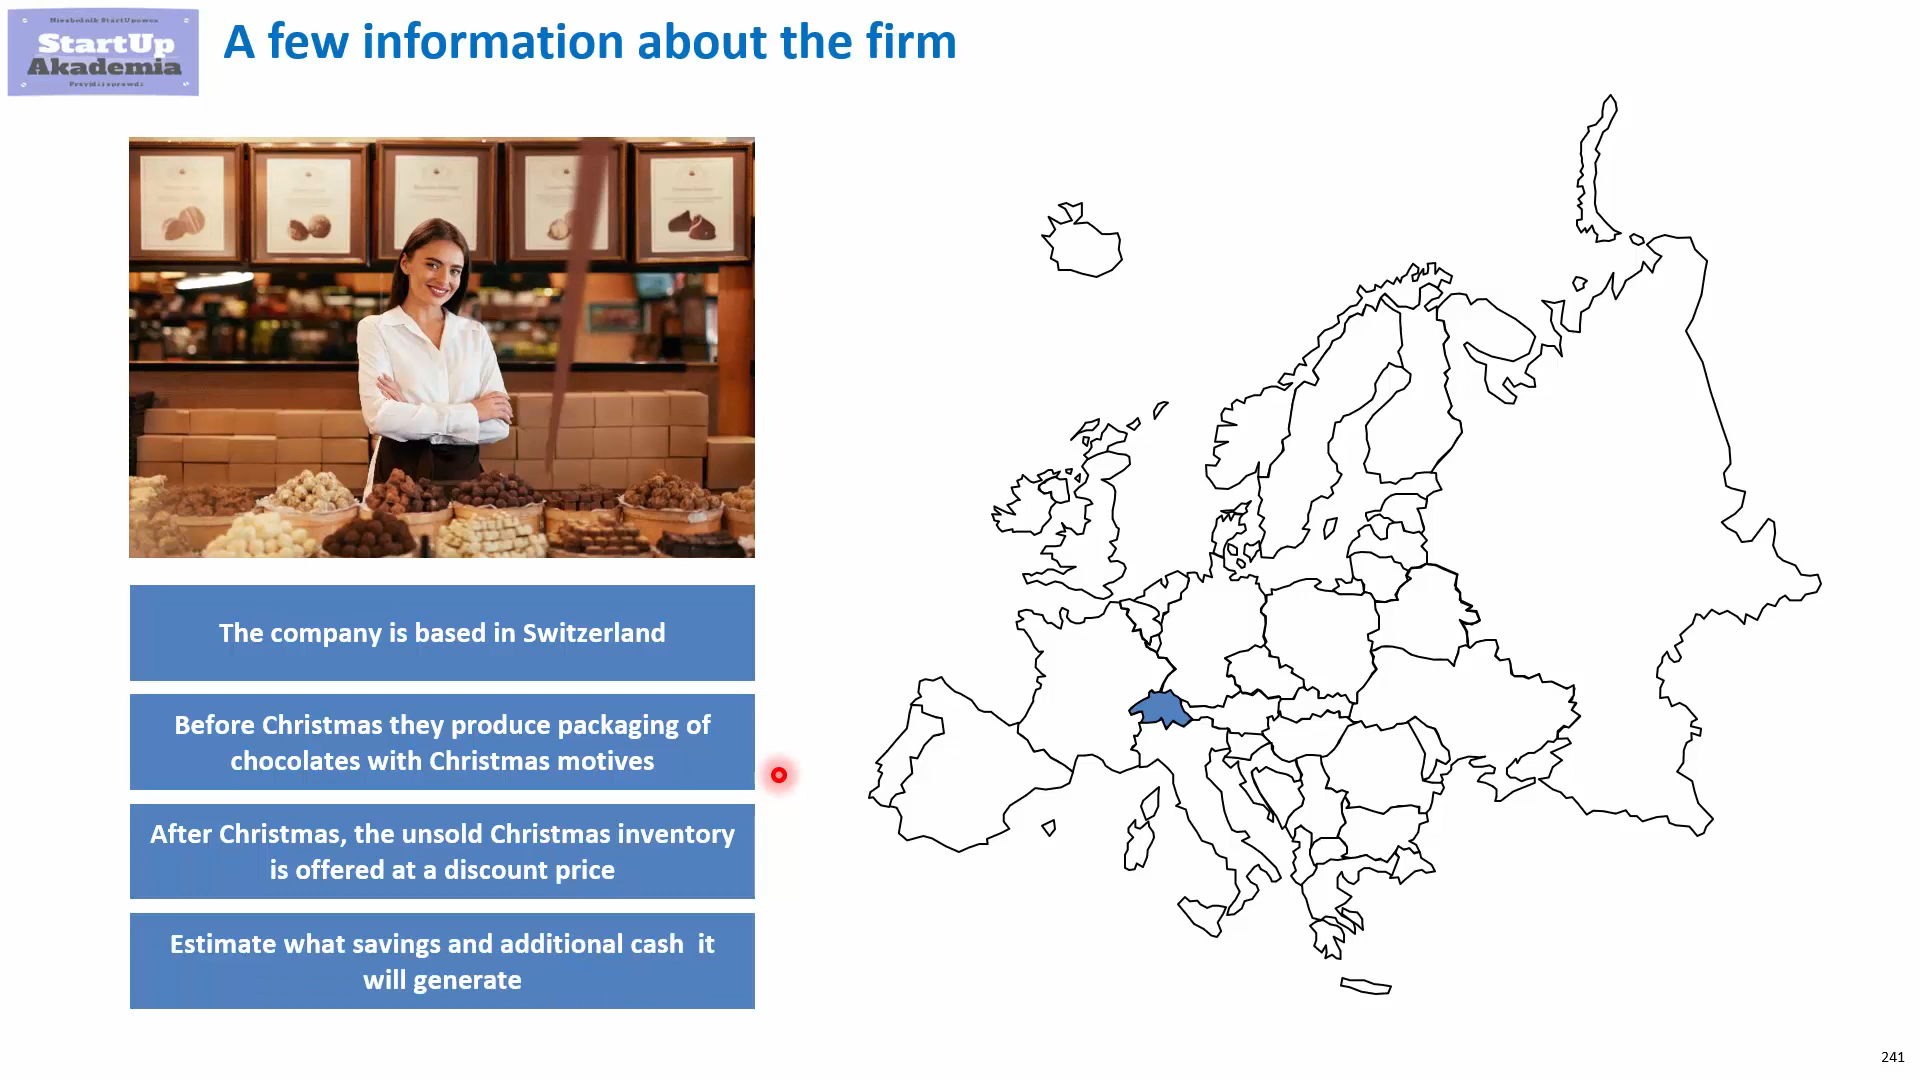 Niezbędnik StartUpowca
StartUp
Akademia
A few information about the firm
The company is based in Switzerland
Before Christmas they produce packaging of
chocolates with Christmas motives
After Christmas, the unsold Christmas inventory
is offered at a discount price
Estimate what savings and additional cash  it
will generate
241